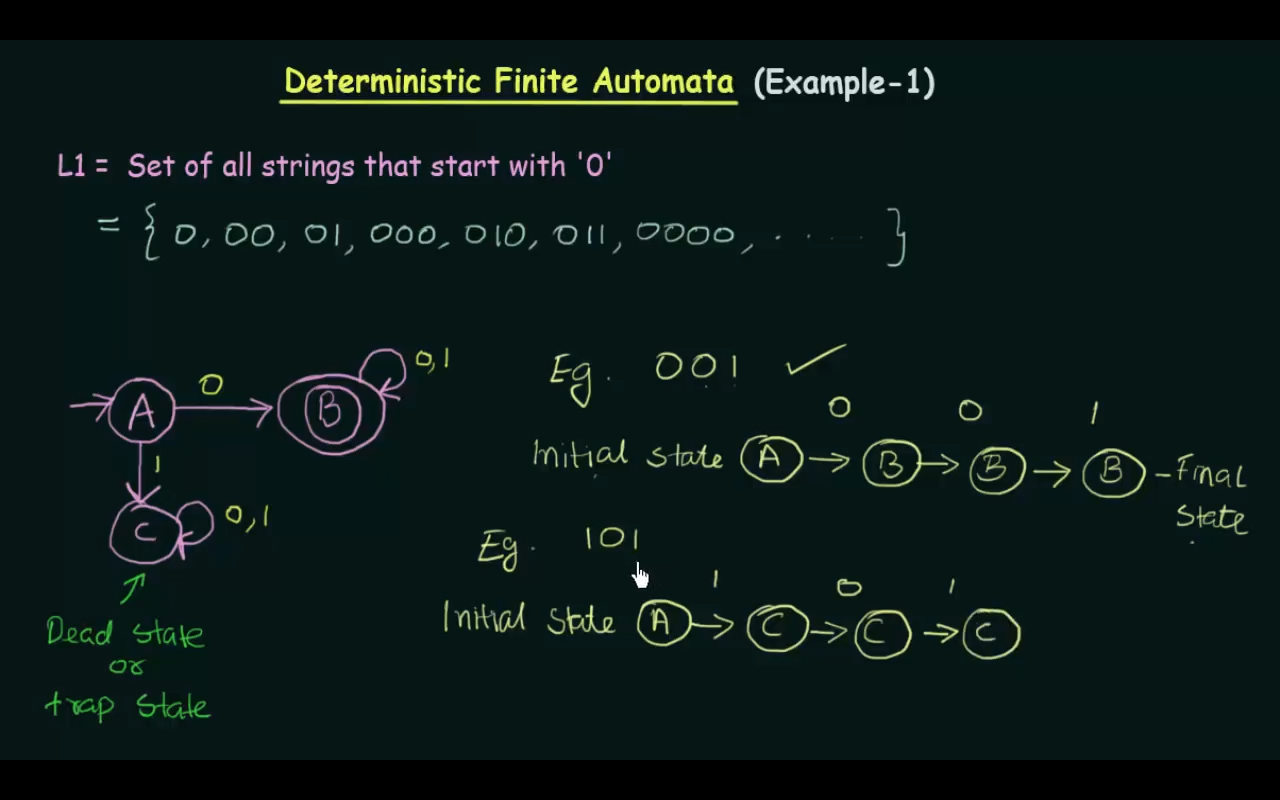 Deterministic Finite Automata (Example-1)
L1 = Set of all strings that start with '0'
= { 0, 00, 01, 000, 010, 011, 0000, ..... }
A
0
B
0,1
1
C
0,1
Dead state
or
trap state
Eg. 001 ✓
0 0 1
Initial state A → B → B → B - Final
state
Eg. 101
1 0 1
Initial state A → C → C → C